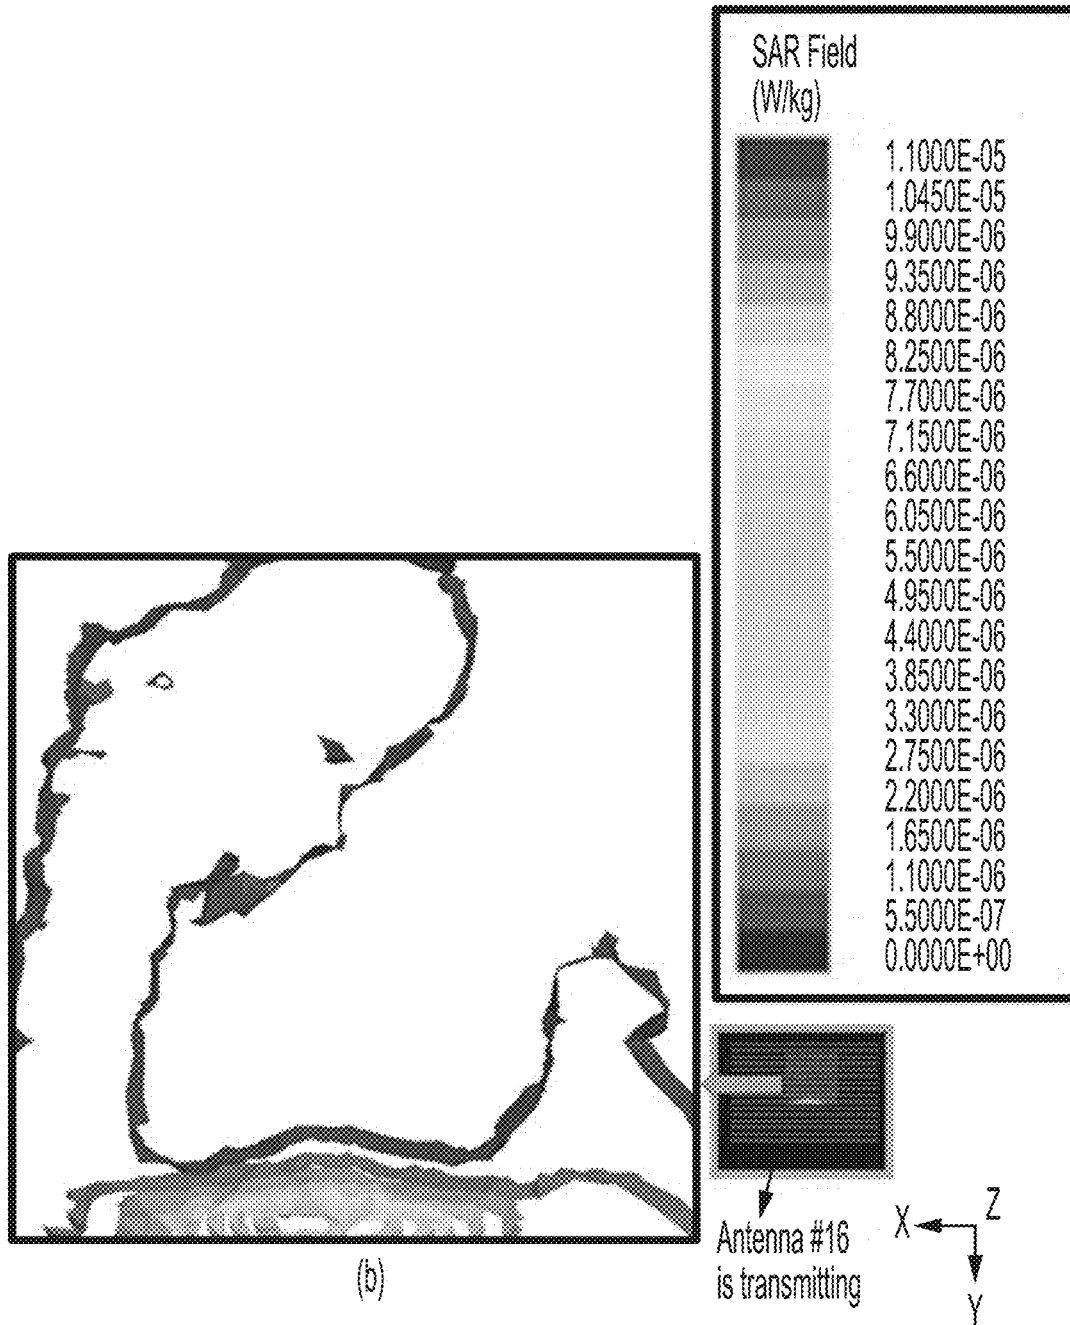 SAR Field
(W/kg)
1.1000E-05
1.0450E-05
9.9000E-06
9.3500E-06
8.8000E-06
8.2500E-06
7.7000E-06
7.1500E-06
6.6000E-06
6.0500E-06
5.5000E-06
4.9500E-06
4.4000E-06
3.8500E-06
3.3000E-06
2.7500E-06
2.2000E-06
1.6500E-06
1.1000E-06
5.5000E-07
0.0000E+00
Antenna #16
is transmitting
X
Z
Y
(b)